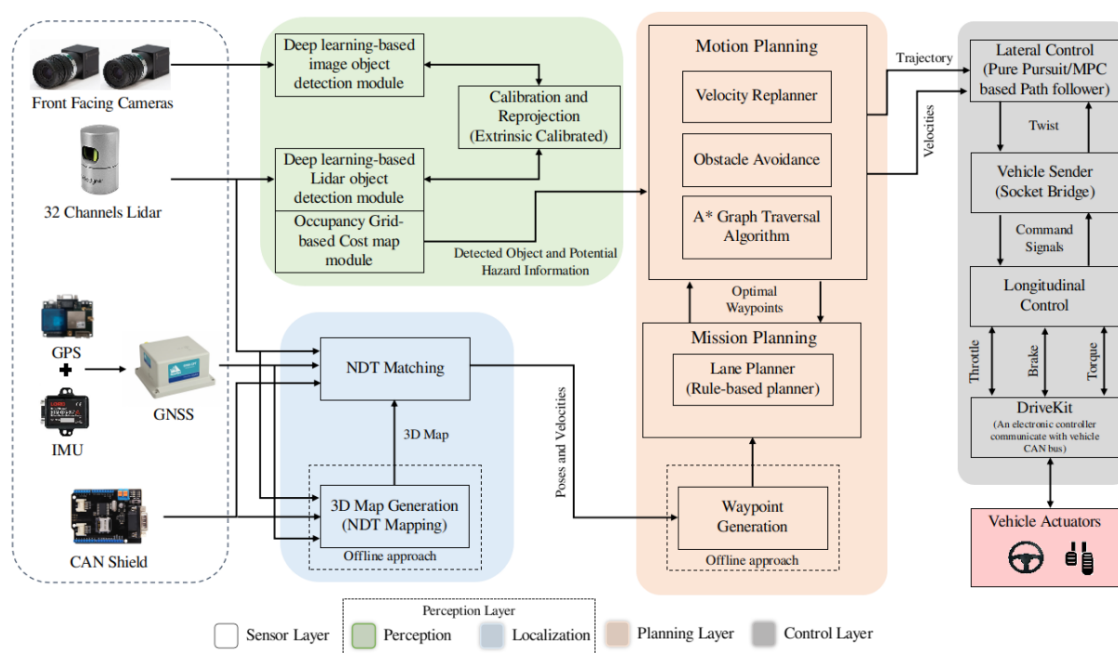 Front Facing Cameras
32 Channels Lidar
GPS
+
IMU
GNSS
CAN Shield
Deep learning-based
image object
detection module
Calibration and
Reprojection
(Extrinsic Calibrated)
Deep learning-based
Lidar object
detection module
Occupancy Grid-
based Cost map
module
Detected Object and Potential
Hazard Information
NDT Matching
3D Map
3D Map Generation
(NDT Mapping)
Offline approach
Poses and Velocities
Motion Planning
Velocity Replanner
Obstacle Avoidance
A* Graph Traversal
Algorithm
Optimal
Waypoints
Mission Planning
Lane Planner
(Rule-based planner)
Waypoint
Generation
Offline approach
Trajectory
Velocities
Lateral Control
(Pure Pursuit/MPC
based Path follower)
Twist
Vehicle Sender
(Socket Bridge)
Command
Signals
Longitudinal
Control
Throttle
Brake
Torque
DriveKit
(An electronic controller
communicate with vehicle
CAN bus)
Vehicle Actuators
Perception Layer
Sensor Layer
Perception
Localization
Planning Layer
Control Layer